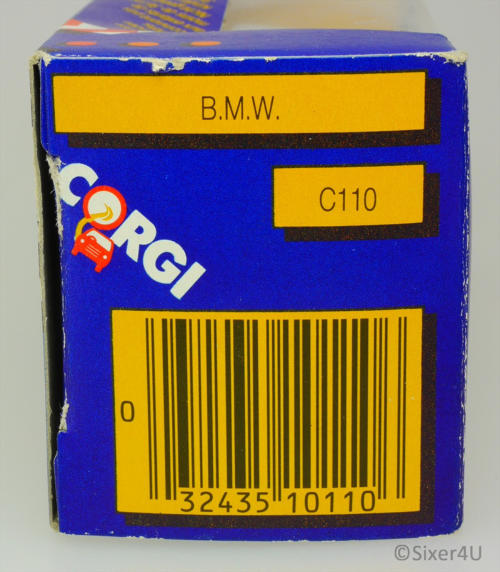 B.M.W.
C110
CORGI
0
32435 10110
©Sixer4U